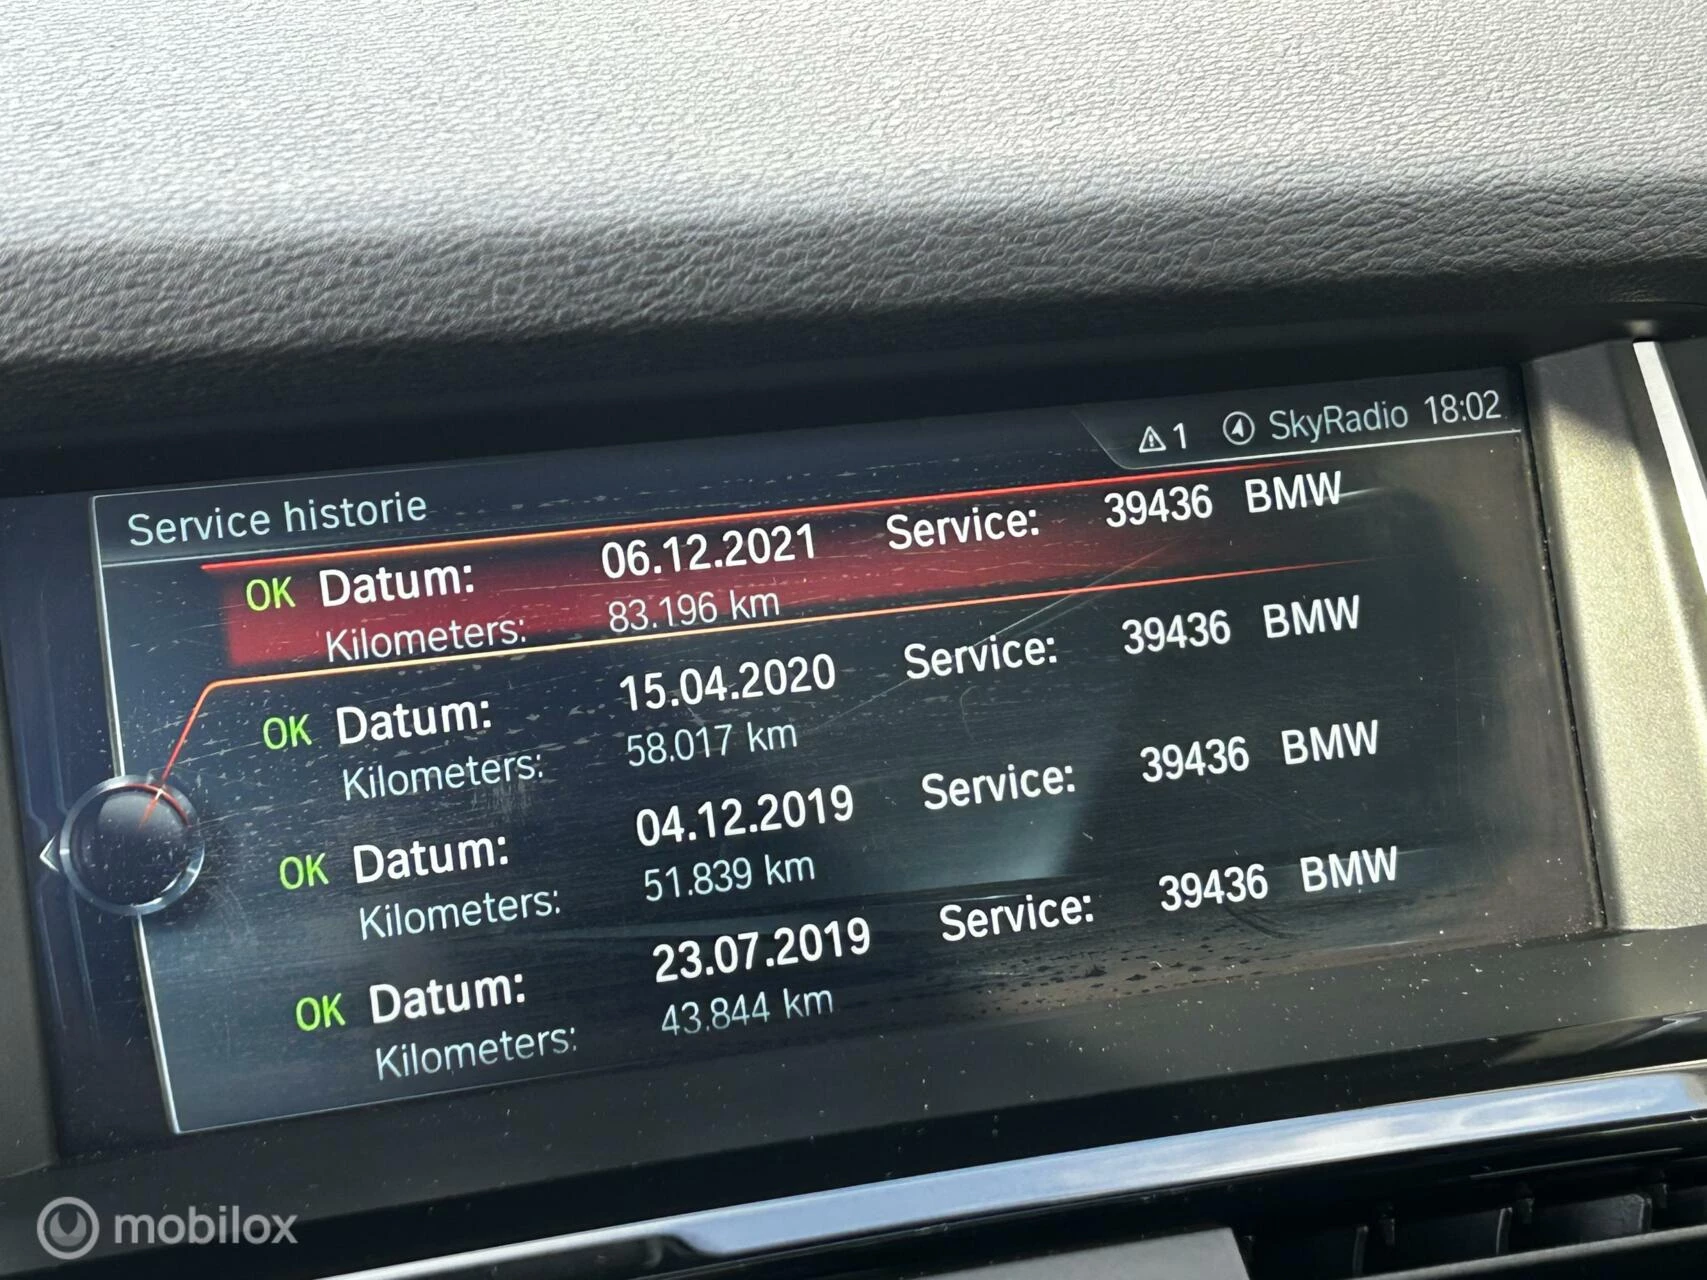 ⚠1 SkyRadio 18:02
Service historie
OK Datum: 06.12.2021 Service: 39436 BMW
Kilometers: 83.196 km
OK Datum: 15.04.2020 Service: 39436 BMW
Kilometers: 58.017 km
OK Datum: 04.12.2019 Service: 39436 BMW
Kilometers: 51.839 km
OK Datum: 23.07.2019 Service: 39436 BMW
Kilometers: 43.844 km
mobilox